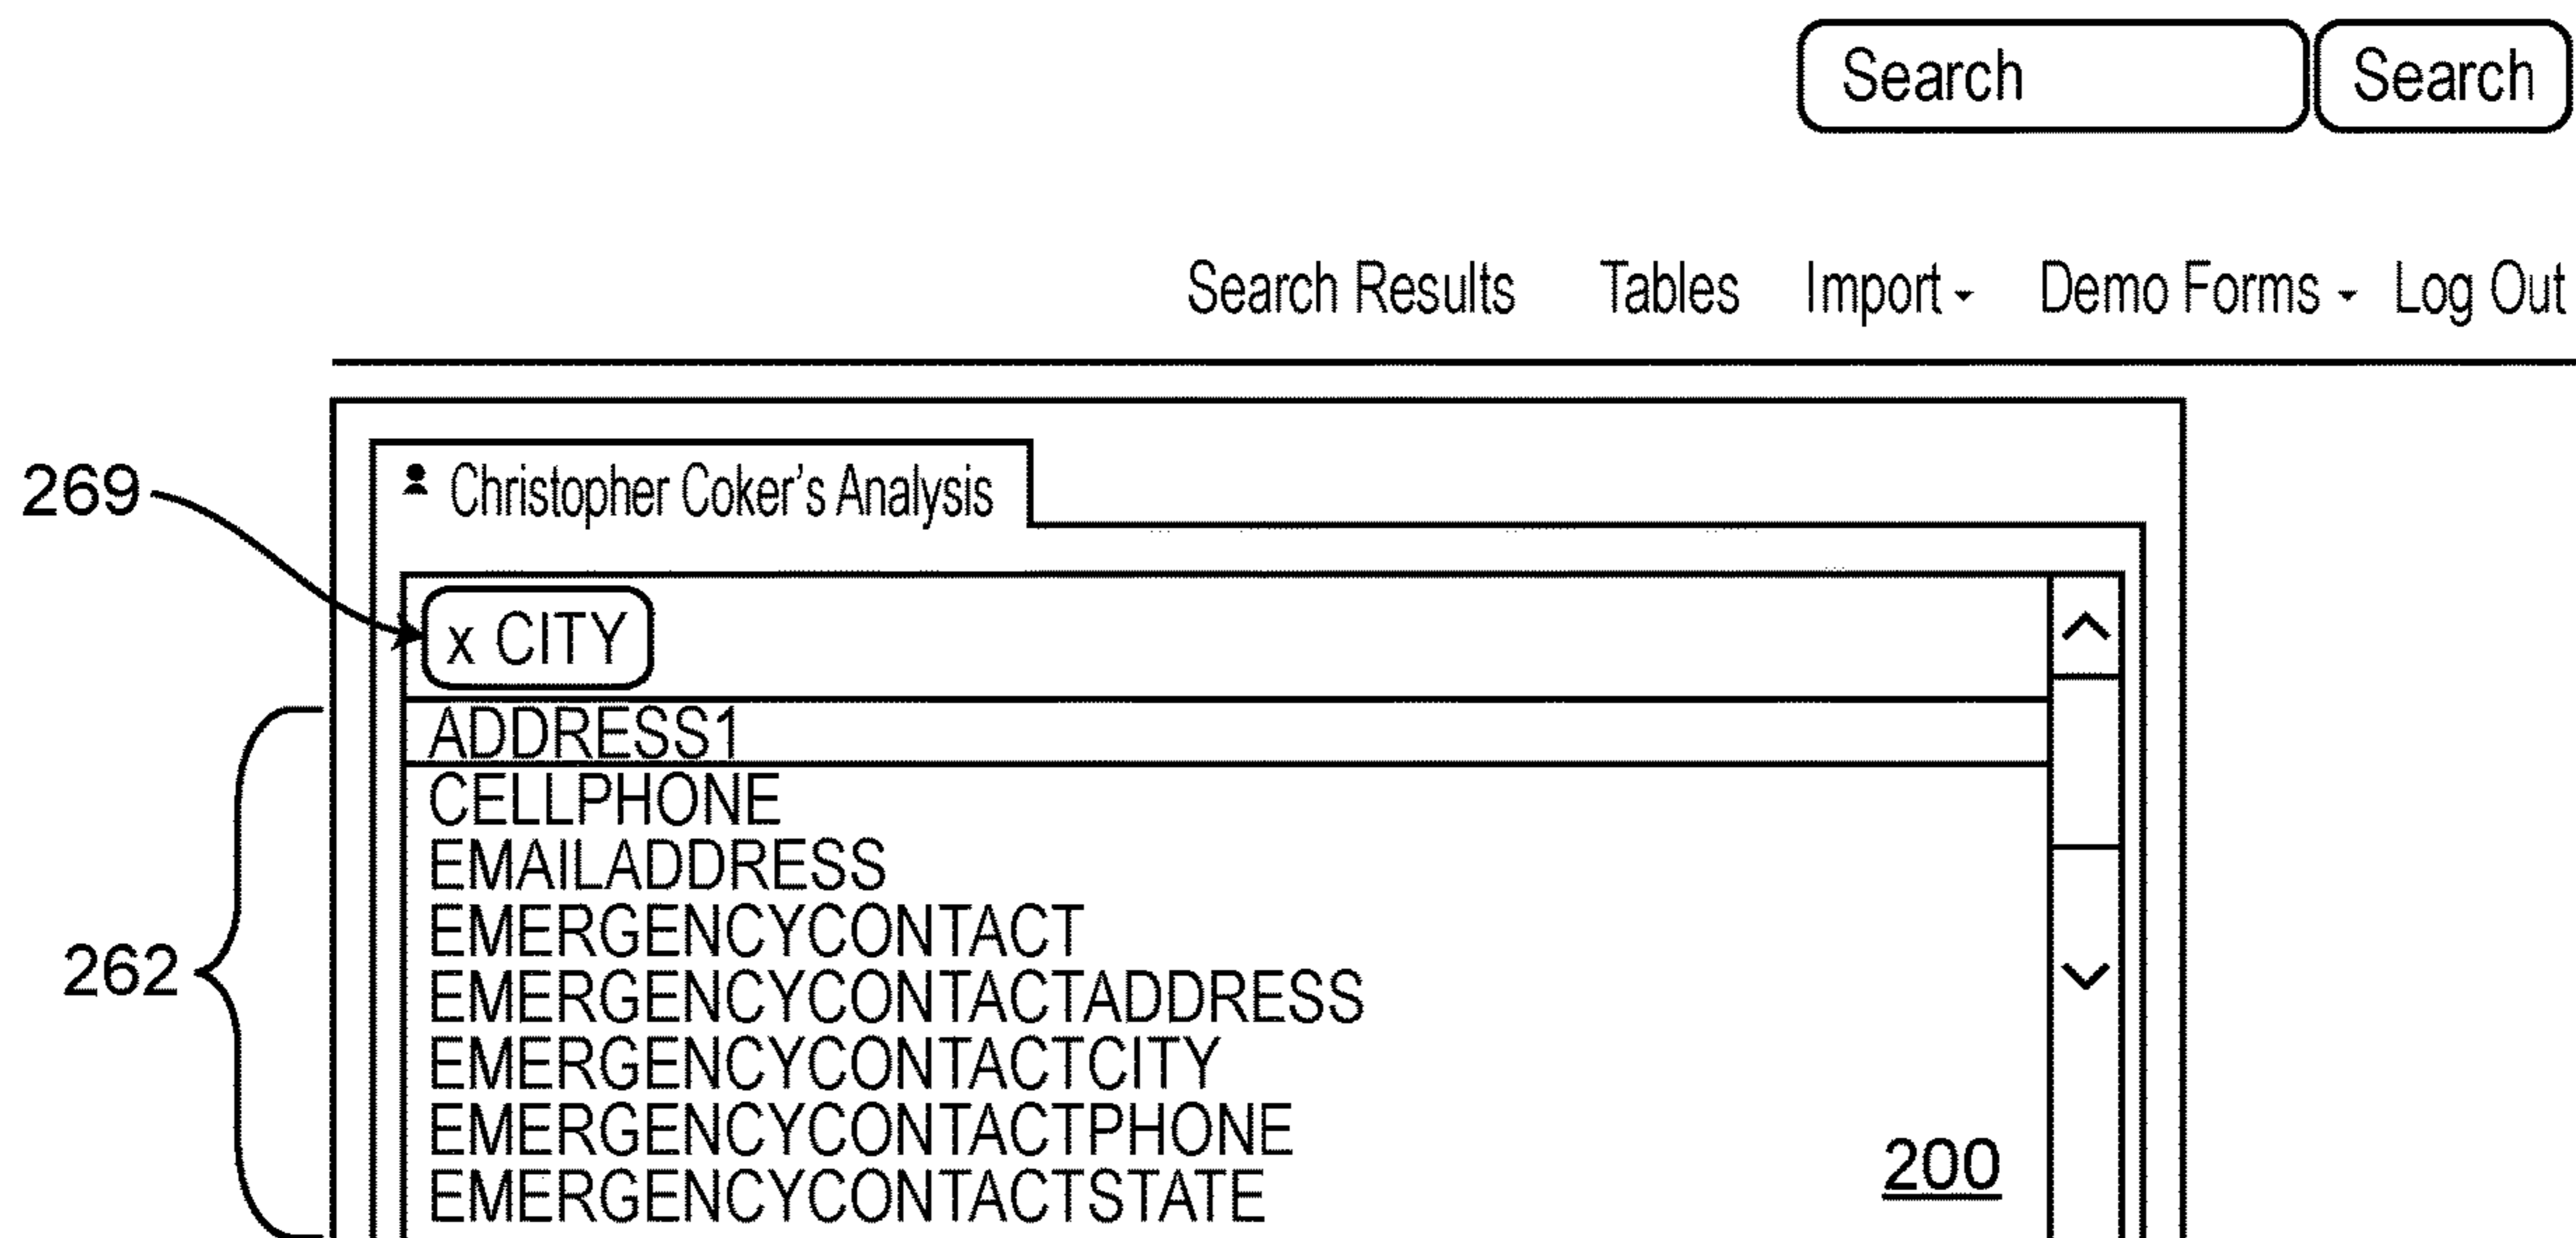 Search Search
Search Results Tables Import Demo Forms Log Out
269
Christopher Coker's Analysis
x CITY
ADDRESS1
CELLPHONE
EMAILADDRESS
EMERGENCYCONTACT
262
EMERGENCYCONTACTADDRESS
EMERGENCYCONTACTCITY
EMERGENCYCONTACTPHONE
200
EMERGENCYCONTACTSTATE